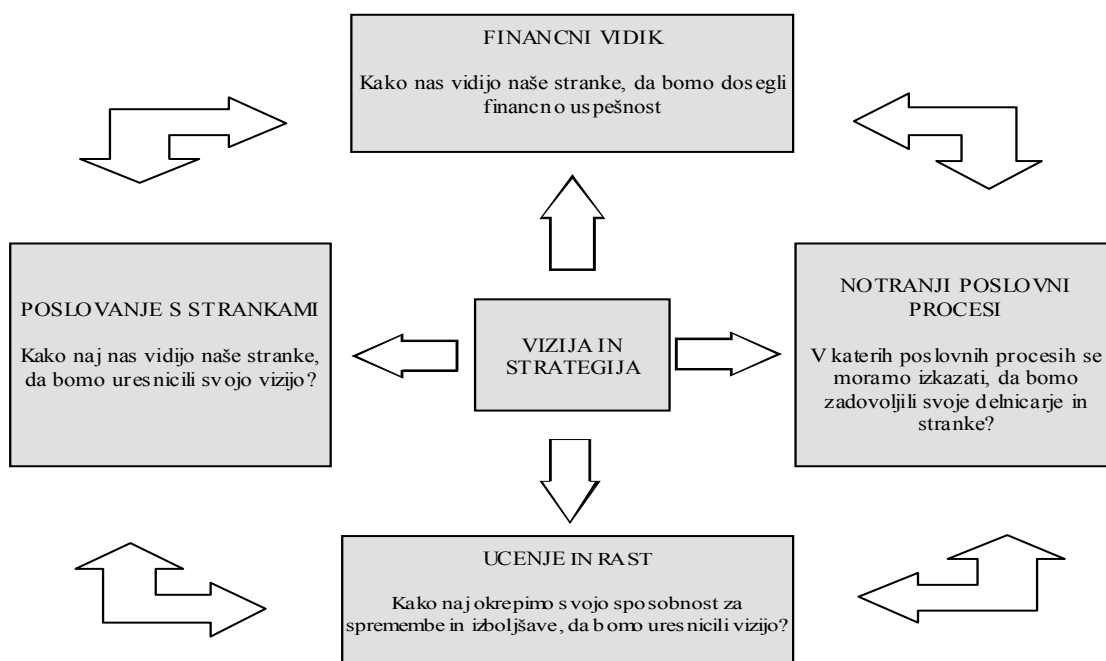 FINANCNI VIDIK
Kako nas vidijo naše stranke, da bomo dosegli
financno uspešnost
POSLOVANJE S STRANKAMI
Kako naj nas vidijo naše stranke,
da bomo uresnicili svojo vizijo?
VIZIJA IN
STRATEGIJA
NOTRANJI POSLOVNI
PROCESI
V katerih poslovnih procesih se
moramo izkazati, da bomo
zadovoljili svoje delnicarje in
stranke?
UCENJE IN RAST
Kako naj okrepimo svojo sposobnost za
spremembe in izboljšave, da bomo uresnicili vizijo?